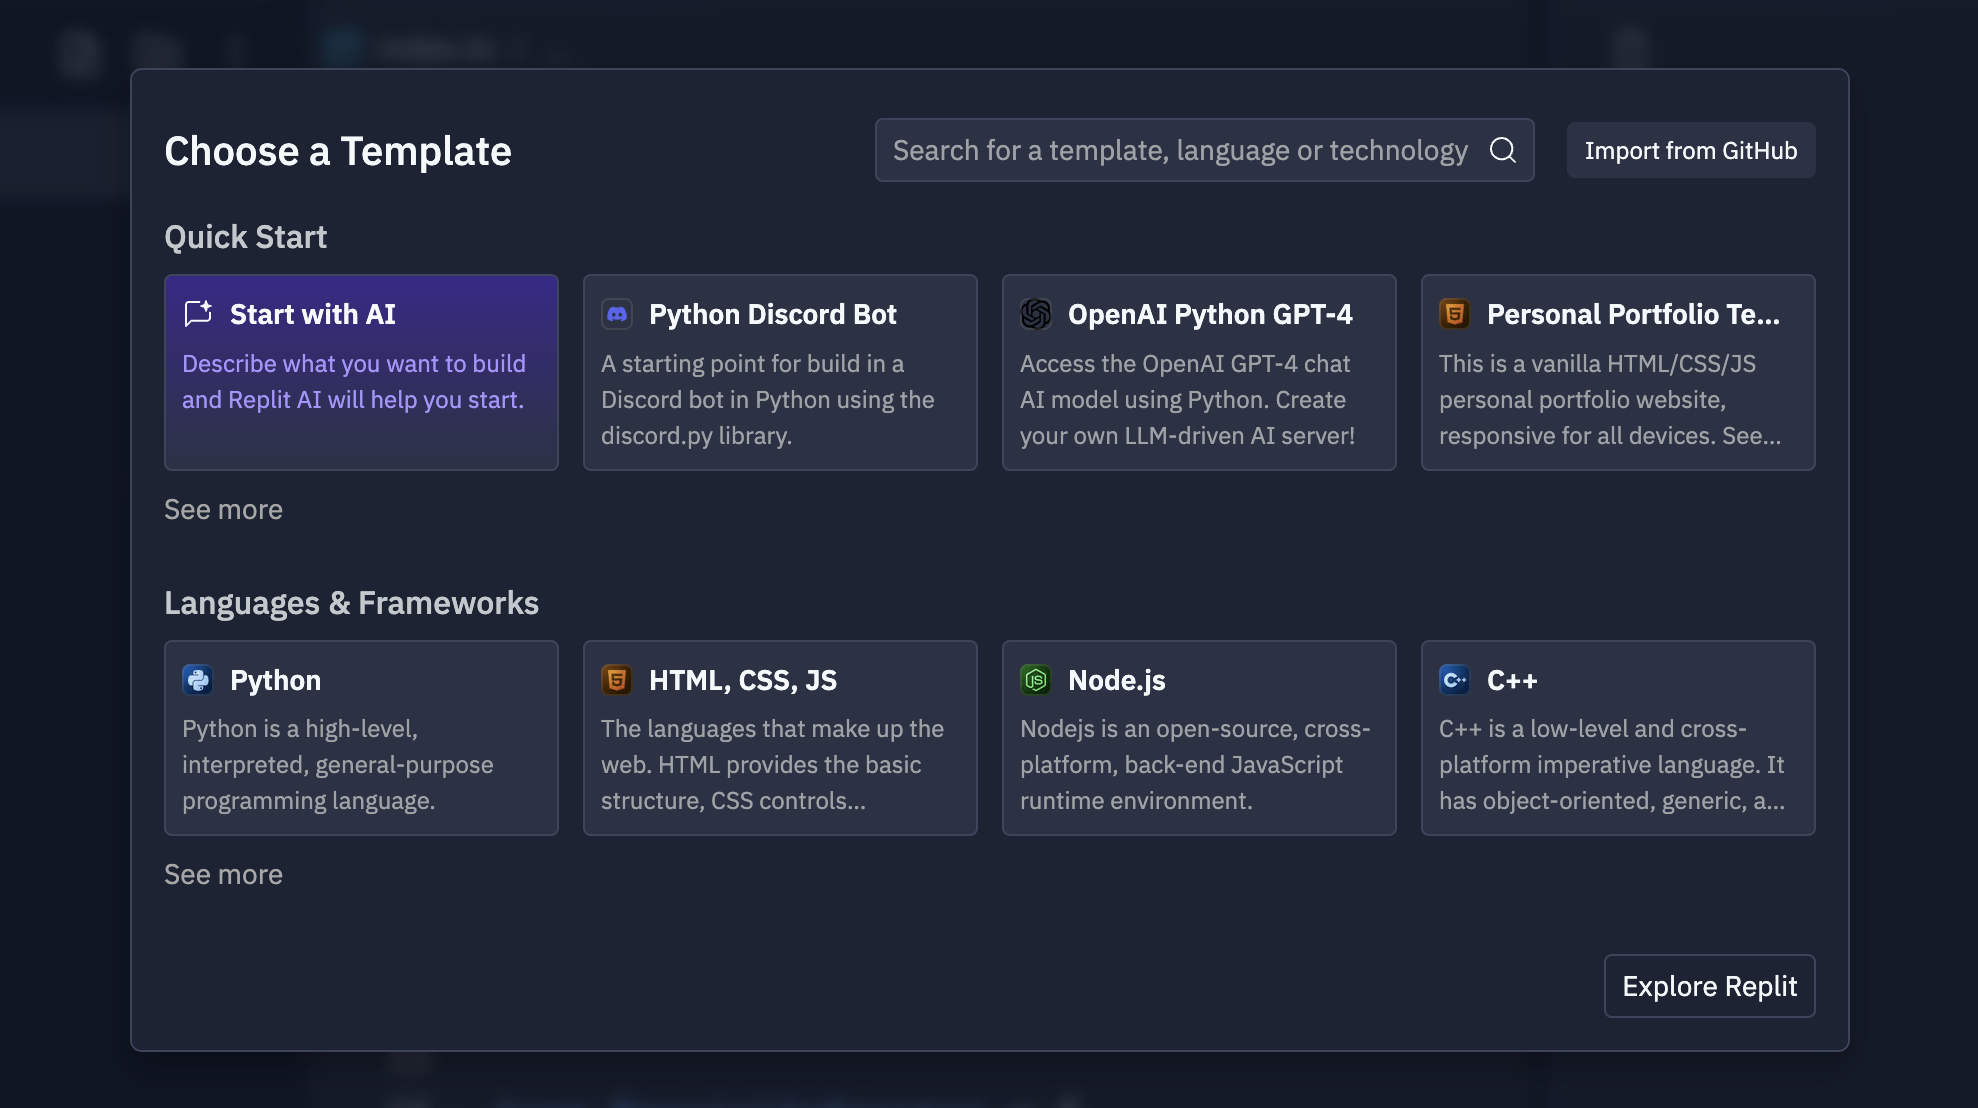 Choose a Template
Search for a template, language or technology
Import from GitHub
Quick Start
Start with AI
Describe what you want to build
and Replit AI will help you start.
Python Discord Bot
A starting point for build in a
Discord bot in Python using the
discord.py library.
OpenAI Python GPT-4
Access the OpenAI GPT-4 chat
AI model using Python. Create
your own LLM-driven AI server!
Personal Portfolio Te...
This is a vanilla HTML/CSS/JS
personal portfolio website,
responsive for all devices. See...
See more
Languages & Frameworks
Python
Python is a high-level,
interpreted, general-purpose
programming language.
HTML, CSS, JS
The languages that make up the
web. HTML provides the basic
structure, CSS controls...
Node.js
Nodejs is an open-source, cross-
platform, back-end JavaScript
runtime environment.
C++
C++ is a low-level and cross-
platform imperative language. It
has object-oriented, generic, a...
See more
Explore Replit